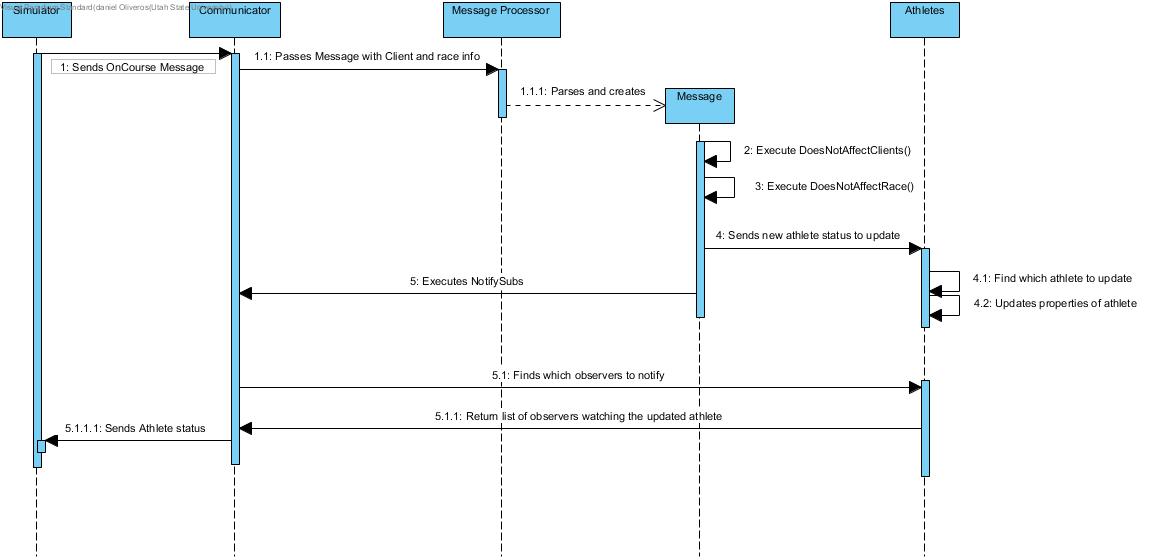 Visual Paradigm Standard(daniel Oliveros(Utah State University))
Simulator
Communicator
Message Processor
Athletes
1: Sends OnCourse Message
1.1: Passes Message with Client and race info
1.1.1: Parses and creates
Message
2: Execute DoesNotAffectClients()
3: Execute DoesNotAffectRace()
4: Sends new athlete status to update
4.1: Find which athlete to update
5: Executes NotifySubs
4.2: Updates properties of athlete
5.1: Finds which observers to notify
5.1.1: Return list of observers watching the updated athlete
5.1.1.1: Sends Athlete status